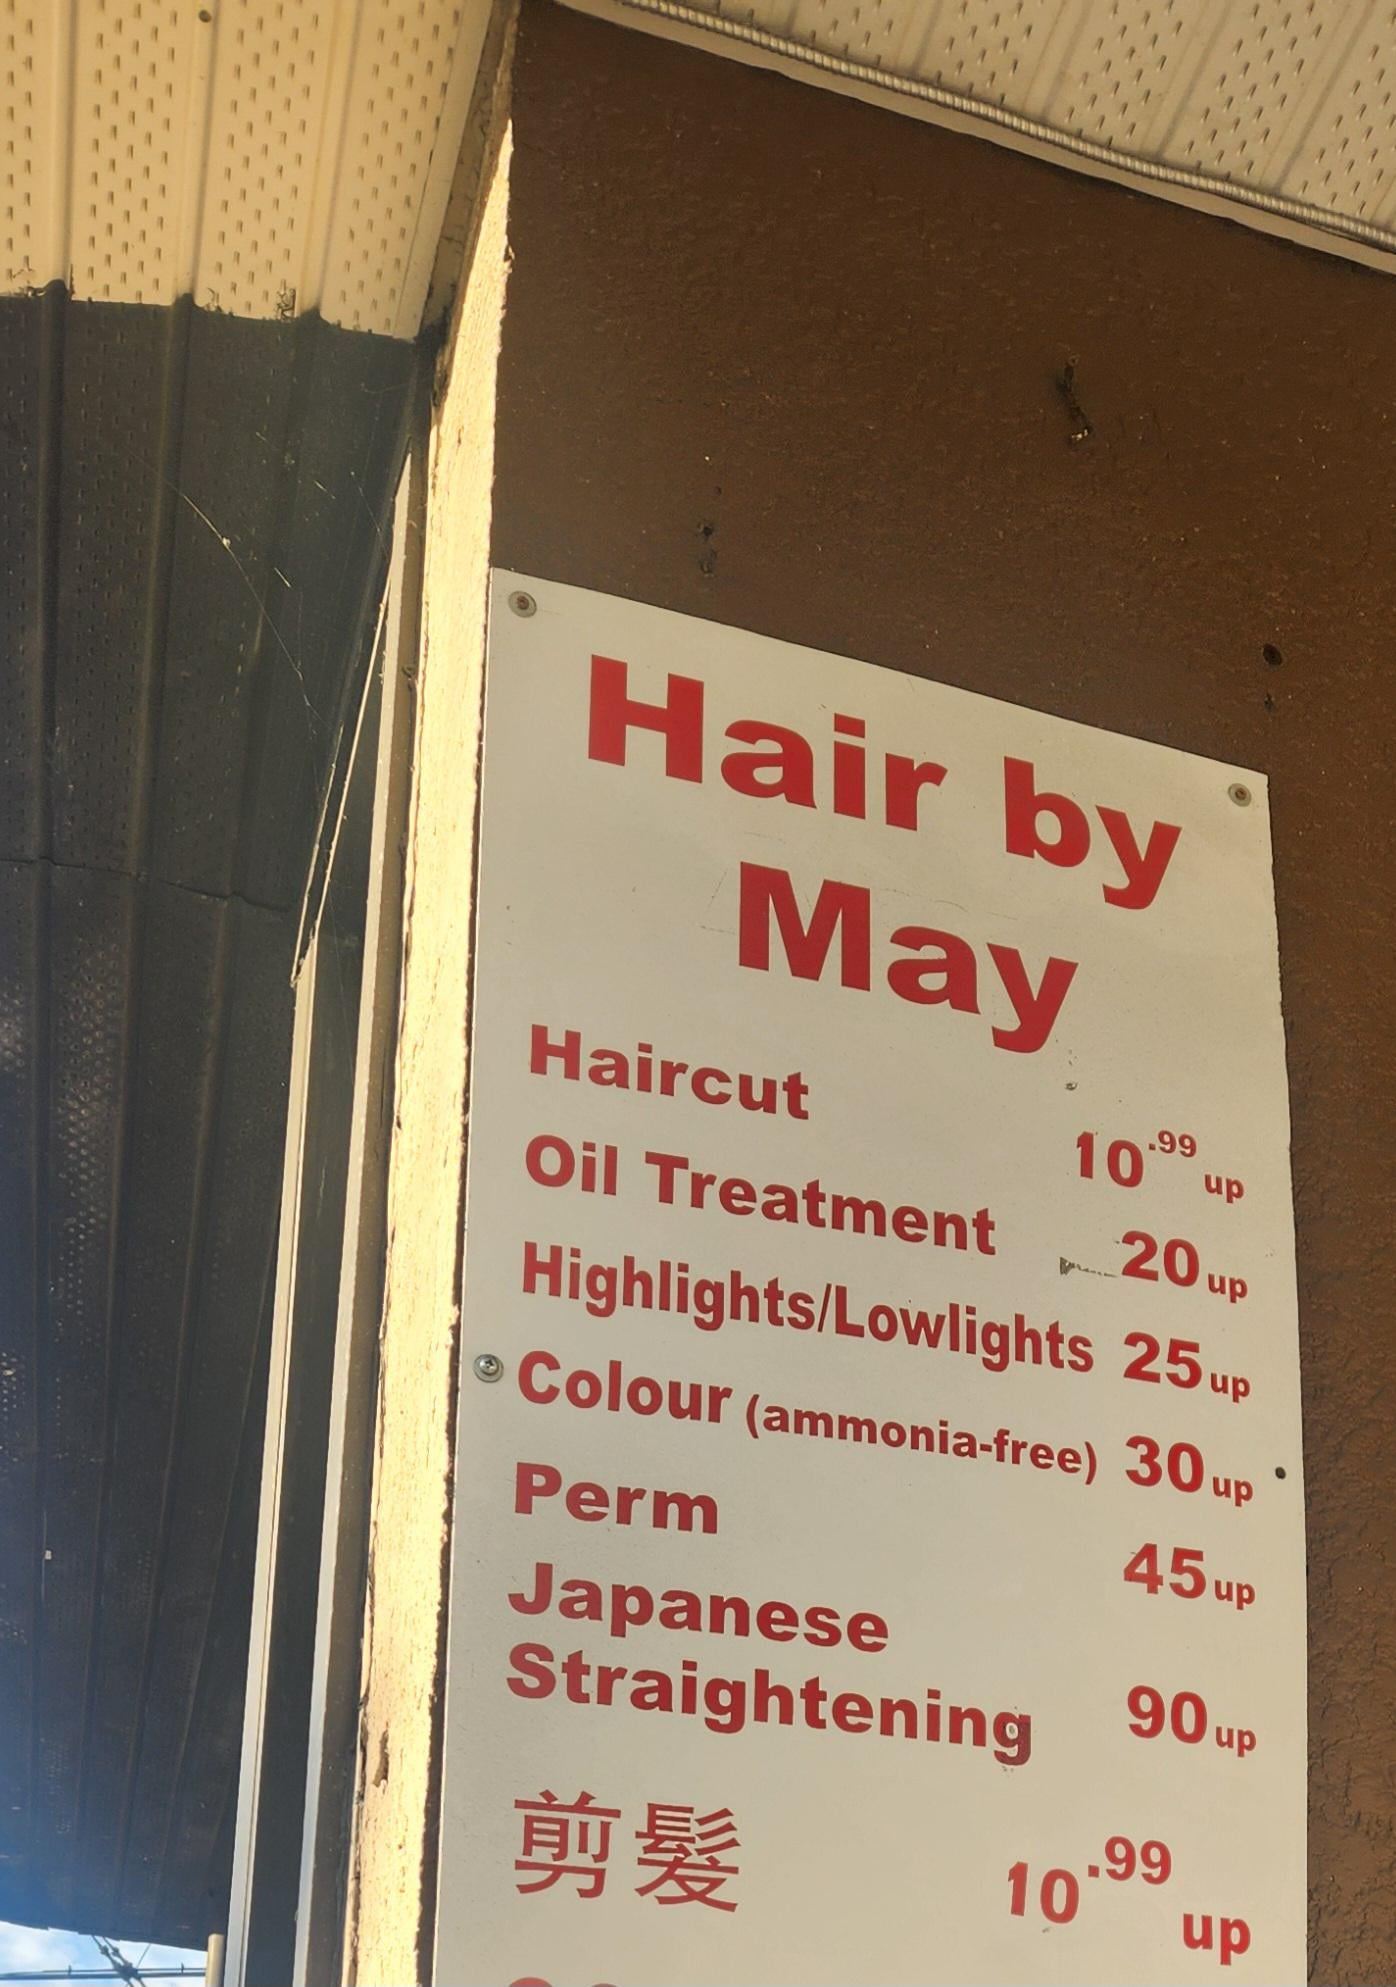 Hair by
May
Haircut 10.99 up
Oil Treatment 20 up
Highlights/Lowlights 25 up
Colour (ammonia-free) 30 up
Perm 45 up
Japanese
Straightening 90 up
剪髮 10.99 up